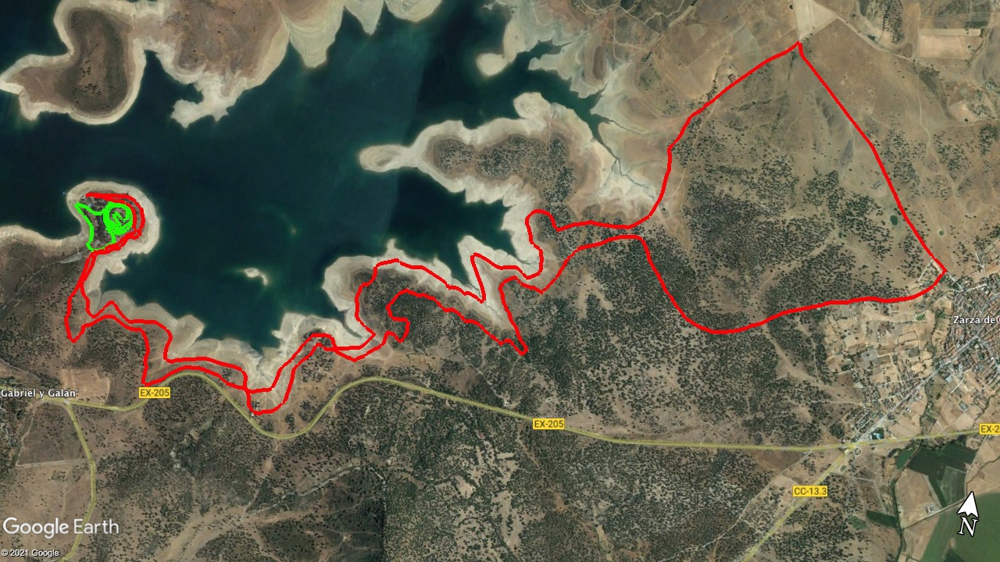 Zarza de
Gabriel y Galán'
EX-205
EX-205
EX-2
CC-13.3
N
Google Earth
© 2021 Google